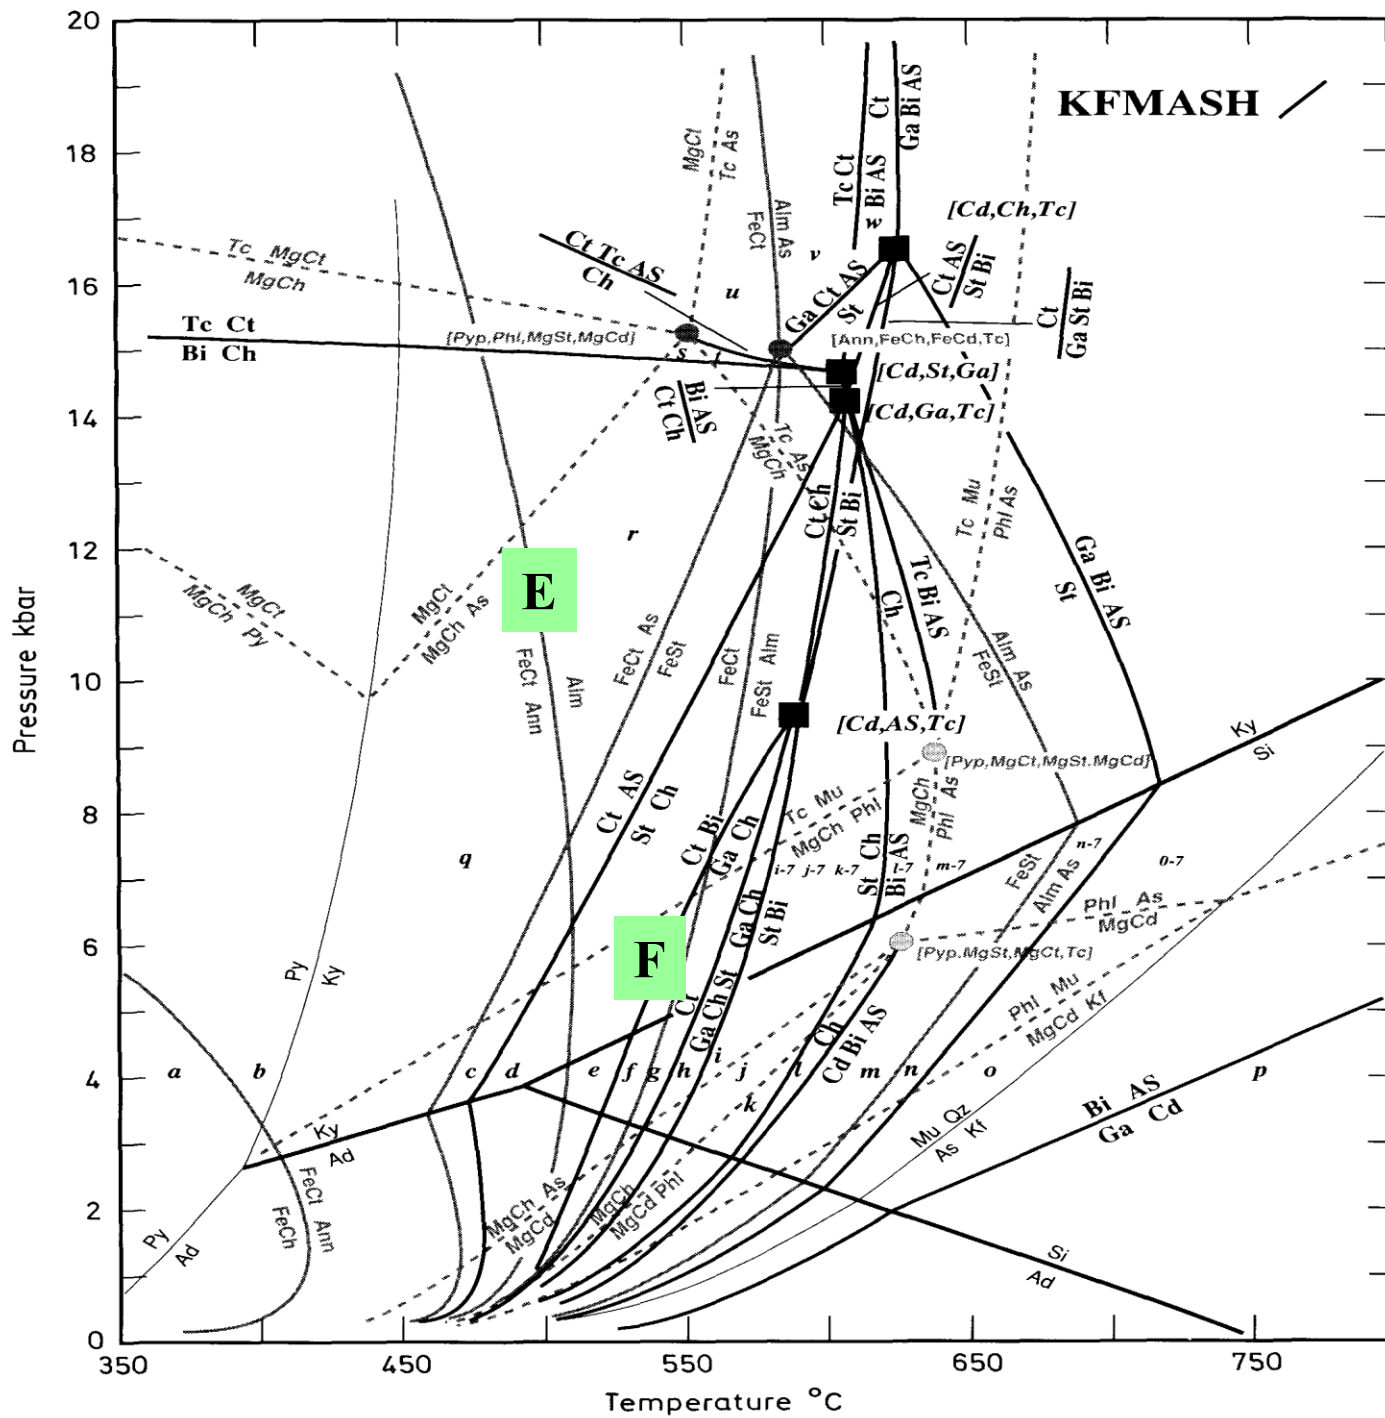 20
18
16
14
12
10
8
6
4
2
0
350
450
550
650
750
Pressure kbar
Temperature °C
KFMASH
MgCt
Tc As
Alm As
FeCt
Tc Ct
Bi AS
Ct
Ga Bi AS
w
v
u
[Cd,Ch,Tc]
Ct Tc AS
Ch
Tc MgCt
MgCh
Ga Ct AS
St
Ct AS
St Bi
Ct
Ga St Bi
Tc Ct
Bi Ch
[Pyp,Phl,MgSt,MgCd]
s
t
[Ann,FeCh,FeCd,Tc]
[Cd,St,Ga]
Bi AS
Ct Ch
[Cd,Ga,Tc]
Tc As
MgCh
Ct Ch
St Bi
Tc Mu
Phl As
r
E
MgCt
MgCh Py
MgCt
MgCh As
FeCt Ann
Alm
FeCt As
FeSt
FeCt
FeSt Alm
Ch
Tc Bi AS
Alm As
FeSt
Ga Bi AS
St
[Cd,AS,Tc]
Ky
Si
[Pyp,MgCt,MgSt.MgCd]
Ct AS
St Ch
Ct Bi
Ga Ch
Tc Mu
MgCh Phl
MgCh
Phl As
q
i-7
j-7
k-7
l-7
m-7
n-7
0-7
St Ch
Bi AS
FeSt
Alm As
Ga Ch
St Bi
Phl As
MgCd
F
[Pyp.MgSt,MgCt,Tc]
Py
Ky
Ct
Ga Ch St
Phl Mu
MgCd Kf
Ch
Cd Bi AS
a
b
c
d
e
f
g
h
i
j
k
l
m
n
o
p
Ky
Ad
Mu Qz
As Kf
Bi AS
Ga Cd
FeCt Ann
FeCh
MgCh As
MgCd
MgCh
MgCd Phl
Py
Ad
Si
Ad